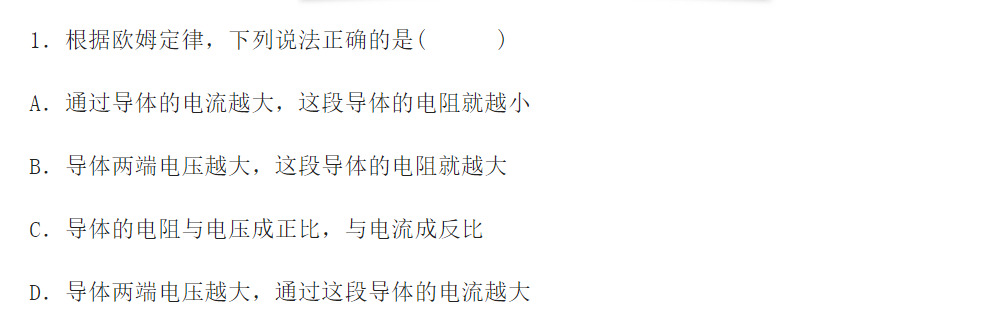 1. 根据欧姆定律，下列说法正确的是(　　　)
A. 通过导体的电流越大，这段导体的电阻就越小
B. 导体两端电压越大，这段导体的电阻就越大
C. 导体的电阻与电压成正比，与电流成反比
D. 导体两端电压越大，通过这段导体的电流越大